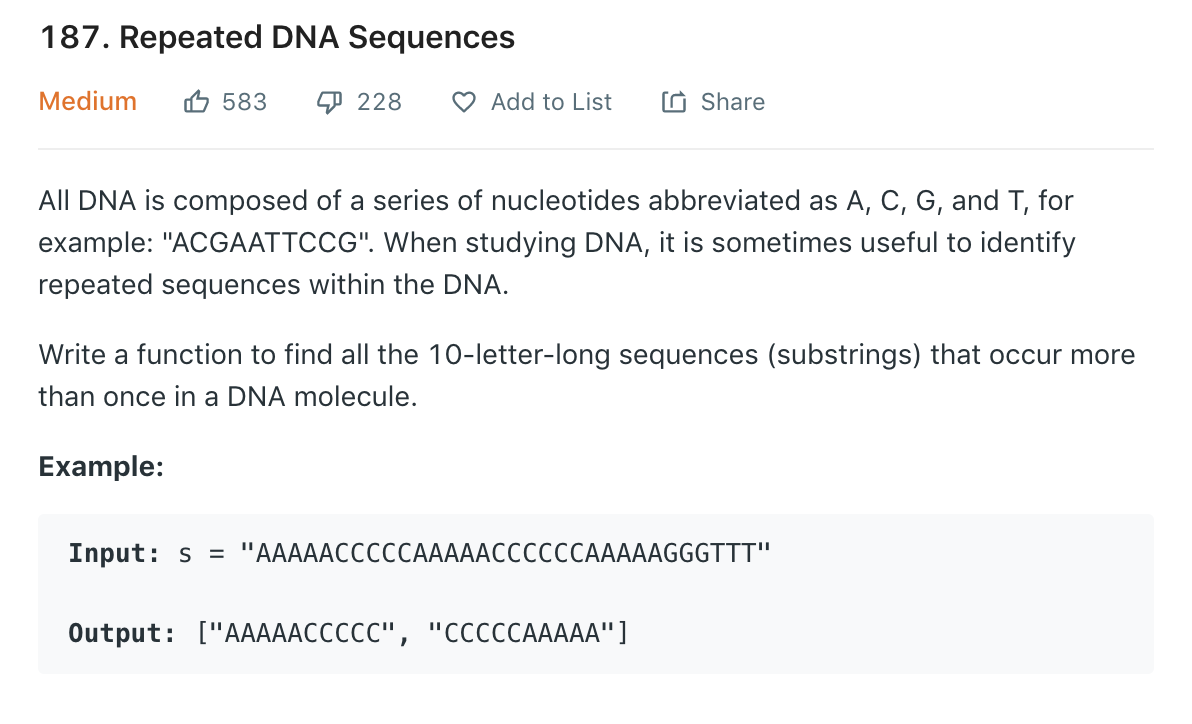 187. Repeated DNA Sequences
Medium 583 228 Add to List Share
All DNA is composed of a series of nucleotides abbreviated as A, C, G, and T, for
example: "ACGAATTCCG". When studying DNA, it is sometimes useful to identify
repeated sequences within the DNA.
Write a function to find all the 10-letter-long sequences (substrings) that occur more
than once in a DNA molecule.
Example:
Input: s = "AAAAACCCCCAAAAACCCCCCAAAAAGGGTTT"
Output: ["AAAAACCCCC", "CCCCCAAAAA"]